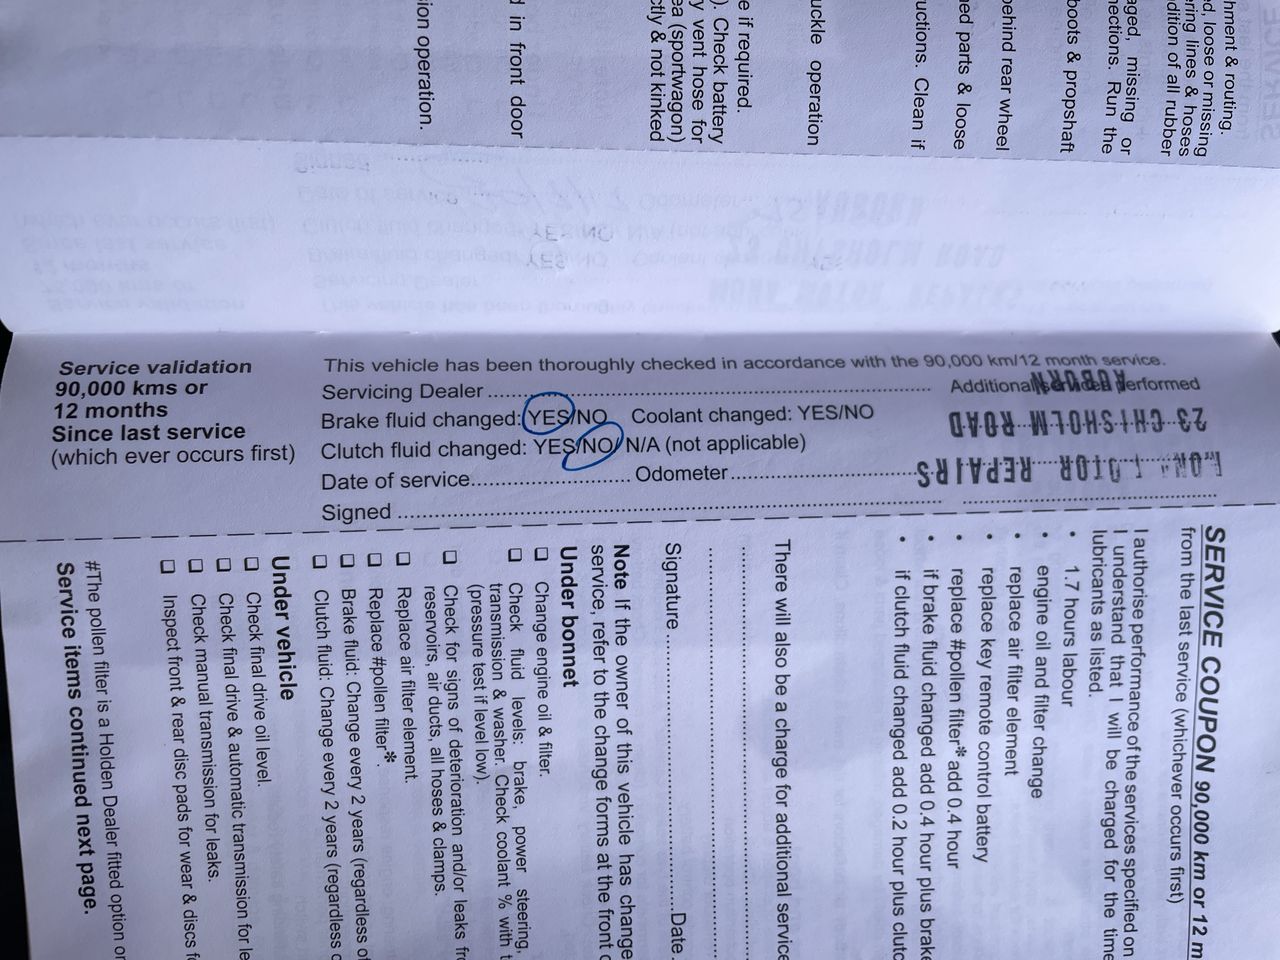 hment & routing.
d, loose or missing
ring lines & hoses
dition of all rubber
aged, missing or
nections. Run the
boots & propshaft
behind rear wheel
ged parts & loose
uctions. Clean if
uckle operation
e if required.
). Check battery
y vent hose for
ea (sportwagon)
ctly & not kinked
d in front door
ion operation.
Service validation
90,000 kms or
12 months
Since last service
(which ever occurs first)
This vehicle has been thoroughly checked in accordance with the 90,000 km/12 month service.
Servicing Dealer
Brake fluid changed: YES/NO Coolant changed: YES/NO
Clutch fluid changed: YES/NO/ N/A (not applicable)
Date of service Odometer
Signed
Additional performed
AUBURN
23 CHISHOLM ROAD
REPAIRS
SERVICE COUPON 90,000 km or 12 m
from the last service (whichever occurs first)
I authorise performance of the services specified on
I understand that I will be charged for the time
lubricants as listed.
• 1.7 hours labour
• engine oil and filter change
• replace air filter element
• replace key remote control battery
• replace #pollen filter* add 0.4 hour
• if brake fluid changed add 0.4 hour plus brake
• if clutch fluid changed add 0.2 hour plus clutc
There will also be a charge for additional service
Signature Date
Note If the owner of this vehicle has change
service, refer to the change forms at the front o
Under bonnet
❑ Change engine oil & filter.
❑ Check fluid levels: brake, power steering,
transmission & washer. Check coolant % with t
(pressure test if level low).
❑ Check for signs of deterioration and/or leaks fr
reservoirs, air ducts, all hoses & clamps.
❑ Replace air filter element.
❑ Replace #pollen filter*.
❑ Brake fluid: Change every 2 years (regardless of
❑ Clutch fluid: Change every 2 years (regardless o
Under vehicle
❑ Check final drive oil level.
❑ Check final drive & automatic transmission for le
❑ Check manual transmission for leaks.
❑ Inspect front & rear disc pads for wear & discs f
#The pollen filter is a Holden Dealer fitted option or
Service items continued next page.